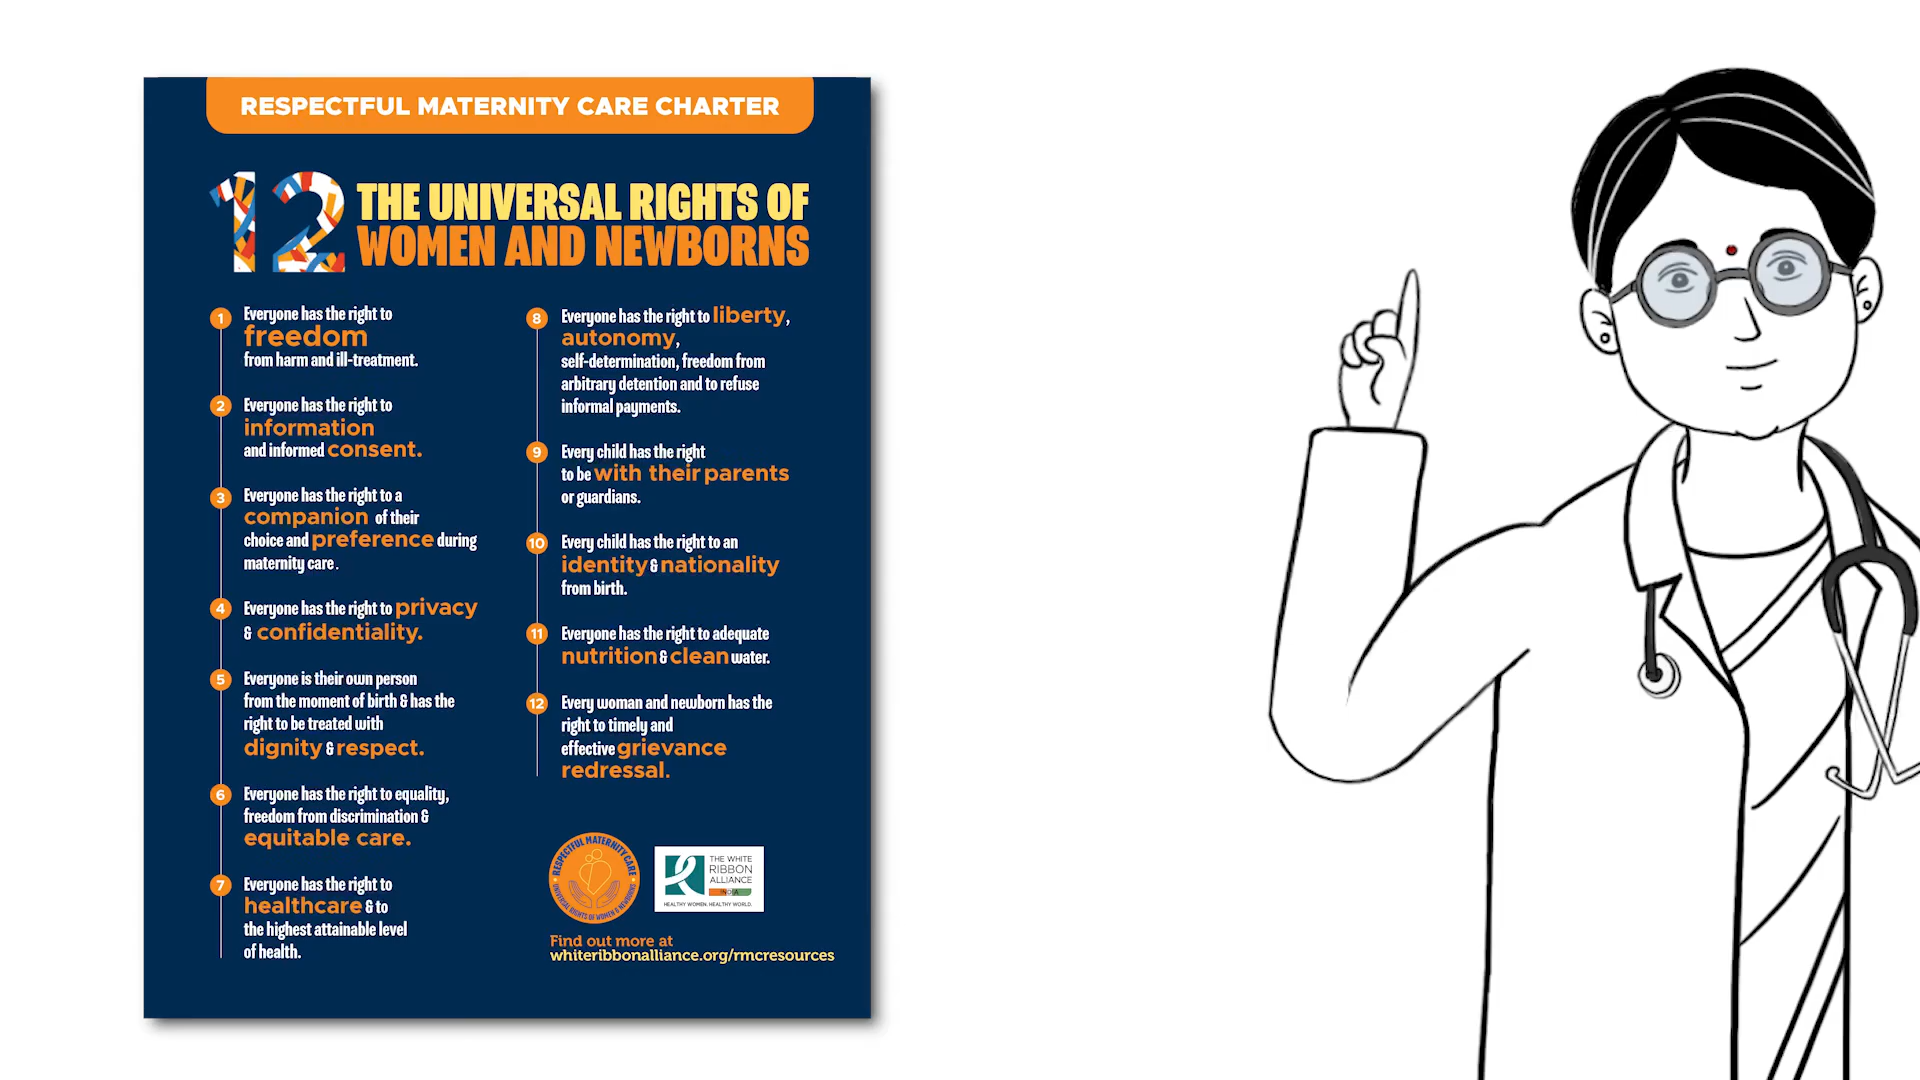 RESPECTFUL MATERNITY CARE CHARTER
12 THE UNIVERSAL RIGHTS OF
WOMEN AND NEWBORNS
1 Everyone has the right to
freedom
from harm and ill-treatment.
2 Everyone has the right to
information
and informed consent.
3 Everyone has the right to a
companion of their
choice and preference during
maternity care.
4 Everyone has the right to privacy
& confidentiality.
5 Everyone is their own person
from the moment of birth & has the
right to be treated with
dignity & respect.
6 Everyone has the right to equality,
freedom from discrimination &
equitable care.
7 Everyone has the right to
healthcare & to
the highest attainable level
of health.
8 Everyone has the right to liberty,
autonomy,
self-determination, freedom from
arbitrary detention and to refuse
informal payments.
9 Every child has the right
to be with their parents
or guardians.
10 Every child has the right to an
identity & nationality
from birth.
11 Everyone has the right to adequate
nutrition & clean water.
12 Every woman and newborn has the
right to timely and
effective grievance
redressal.
RESPECTFUL MATERNITY CARE
UNIVERSAL RIGHTS OF WOMEN & NEWBORNS
THE WHITE
RIBBON
ALLIANCE
INDIA
HEALTHY WOMEN. HEALTHY WORLD.
Find out more at
whiteribbonalliance.org/rmcresources